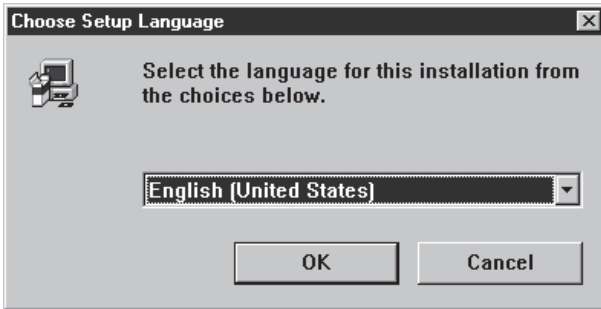 Choose Setup Language
Select the language for this installation from
the choices below.
English (United States)
OK
Cancel